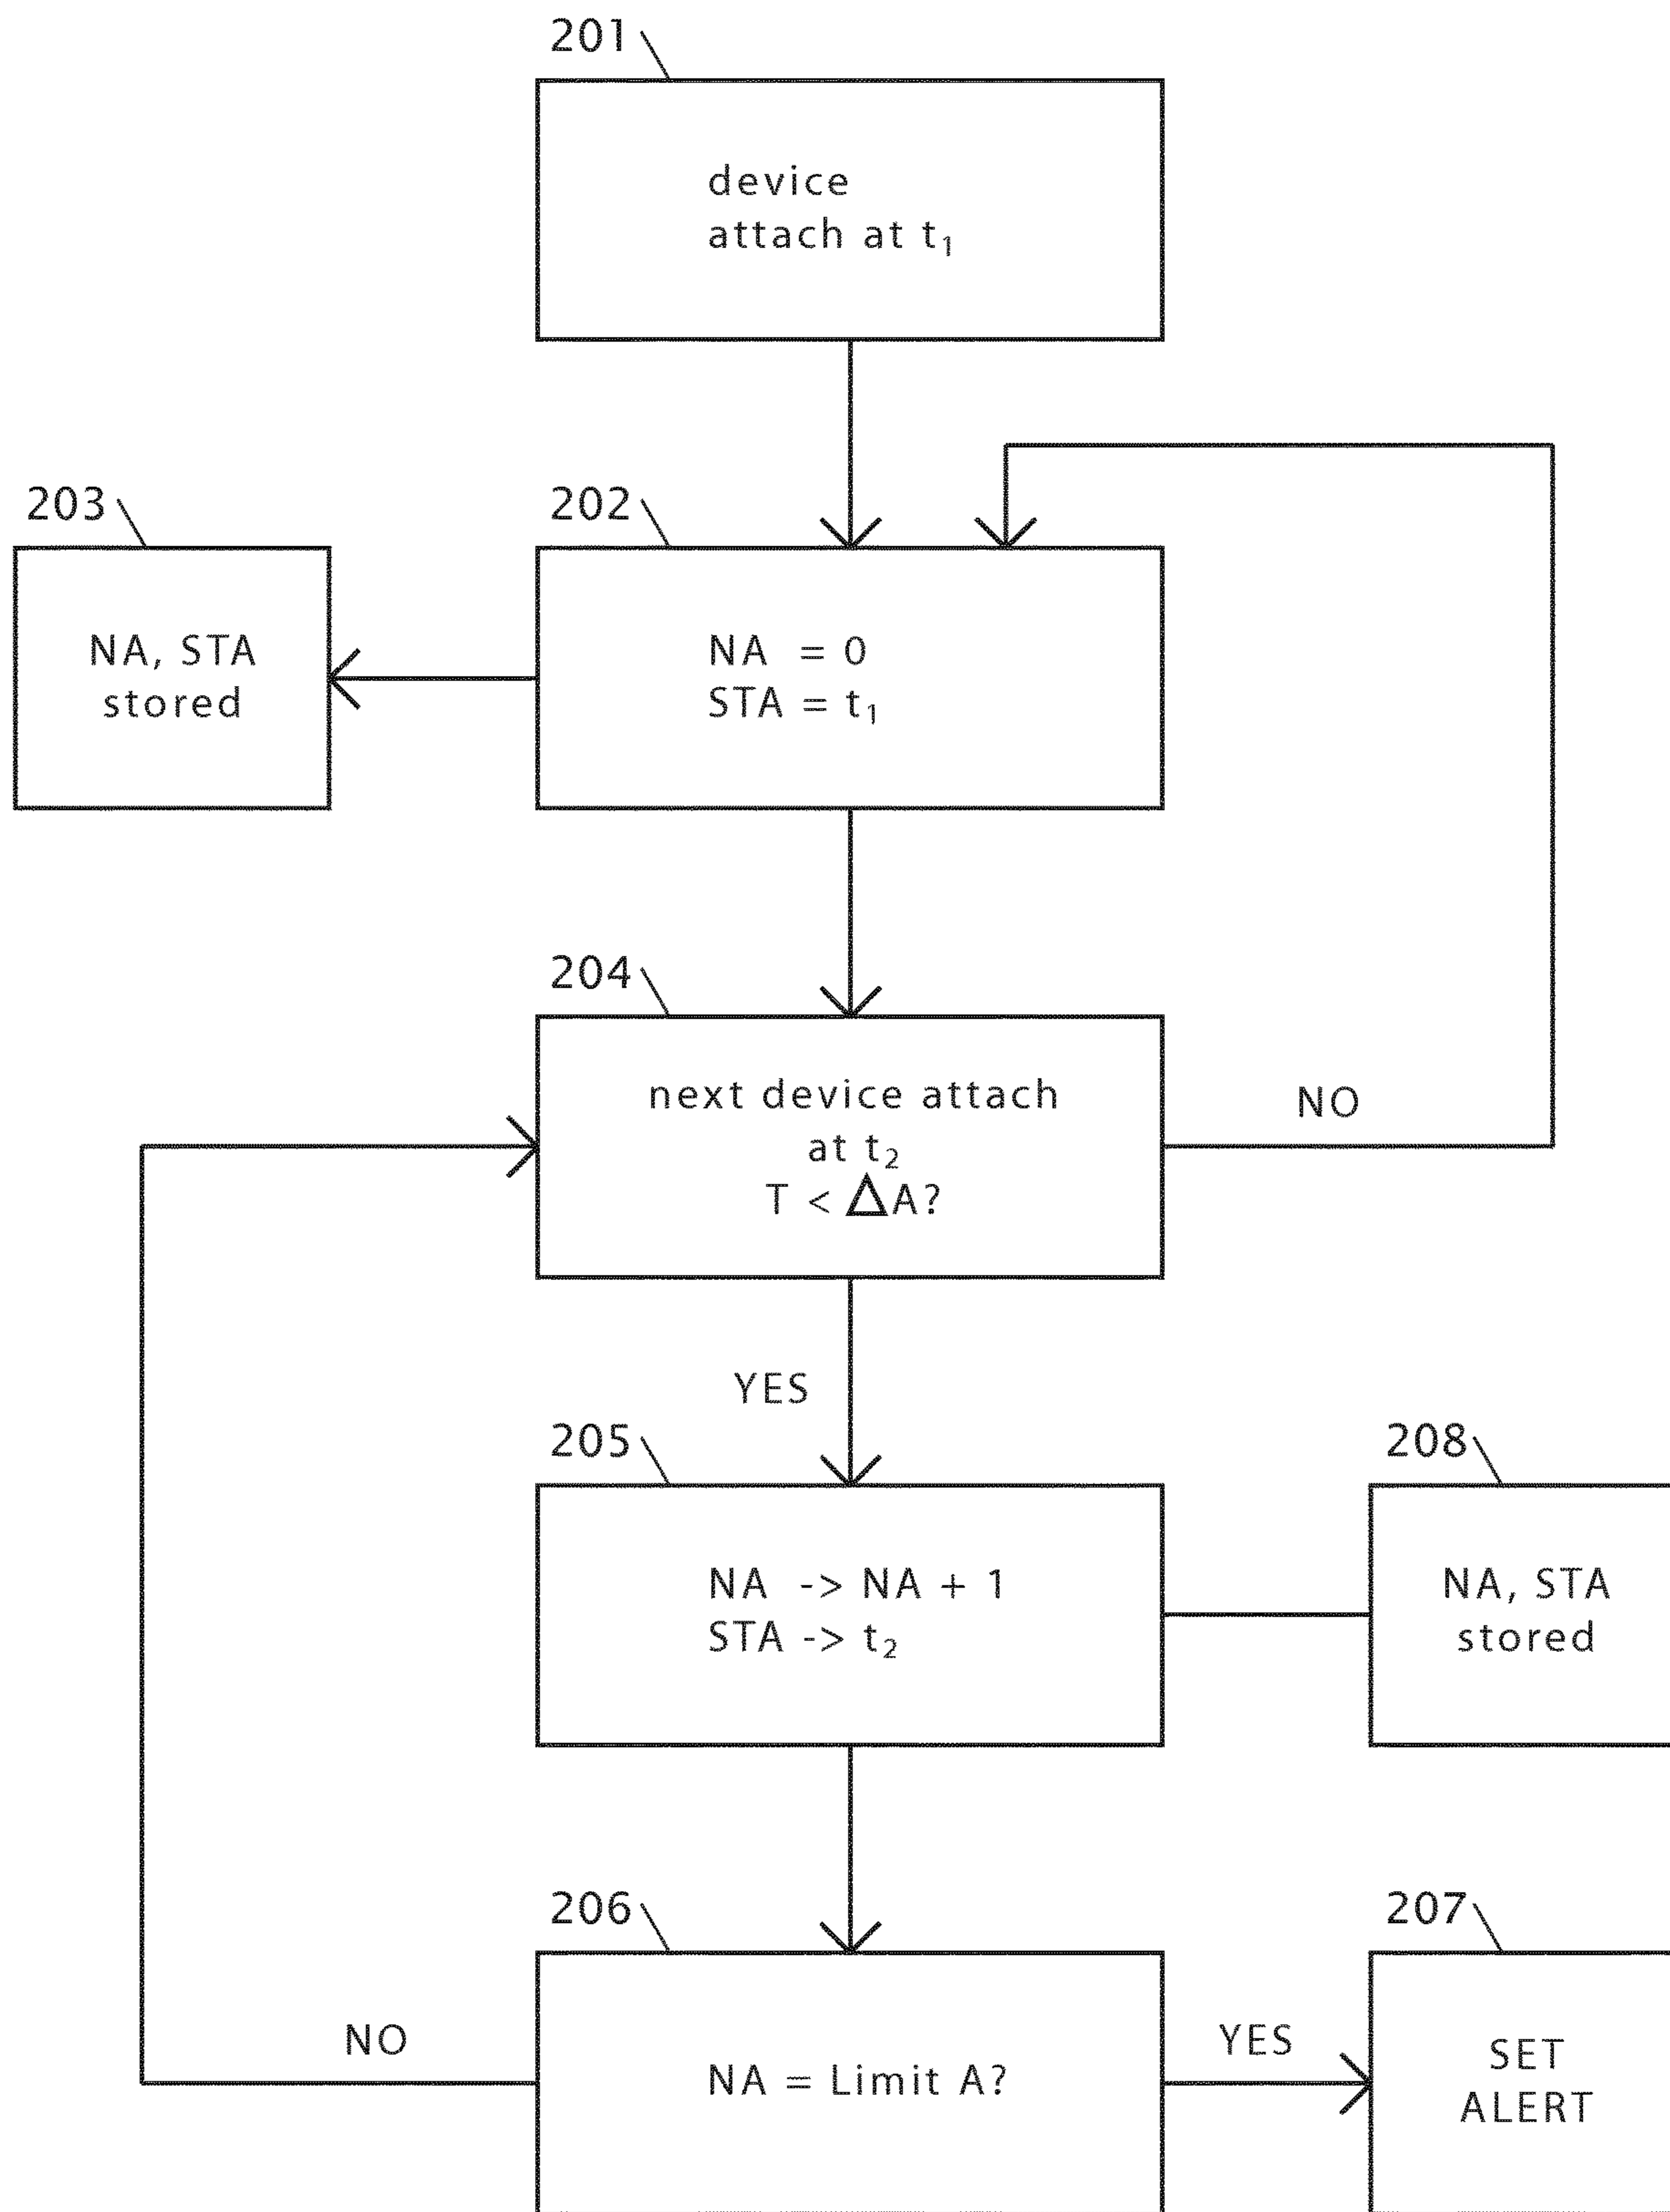 201
device
attach at t₁
203
202
NA, STA
stored
NA = 0
STA = t₁
204
next device attach
at t₂
T < ΔA?
NO
YES
205
208
NA -> NA + 1
STA -> t₂
NA, STA
stored
206
207
NO
NA = Limit A?
YES
SET
ALERT